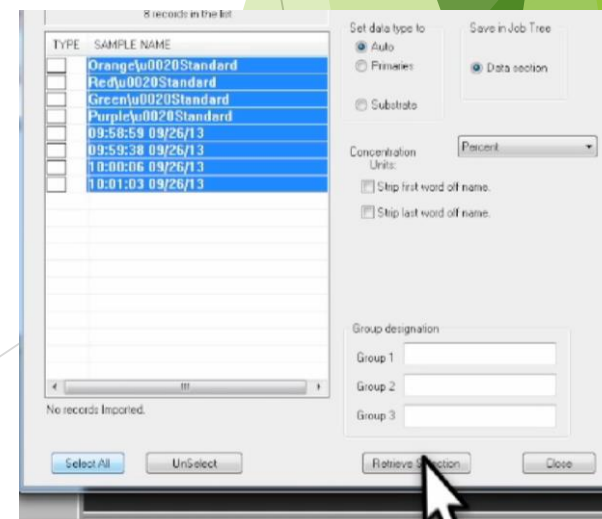 8 records in the list
TYPE SAMPLE NAME
Orange\u0020Standard
Red\u0020Standard
Green\u0020Standard
Purple\u0020Standard
09:58:59 09/26/13
09:59:38 09/26/13
10:00:06 09/26/13
10:01:03 09/26/13
No records Imported.
Select All UnSelect
Set data type to
Auto
Primaries
Substrate
Save in Job Tree
Data section
Concentration Units:
Percent
Strip first word off name.
Strip last word off name.
Group designation
Group 1
Group 2
Group 3
Retrieve Selection Close